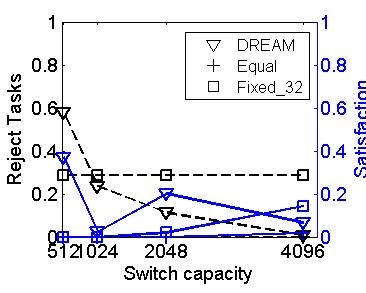 1 1
0.8 0.8
0.6 0.6
0.4 0.4
0.2 0.2
0 0
Reject Tasks
Satisfaction
DREAM
Equal
Fixed_32
512 1024 2048 4096
Switch capacity